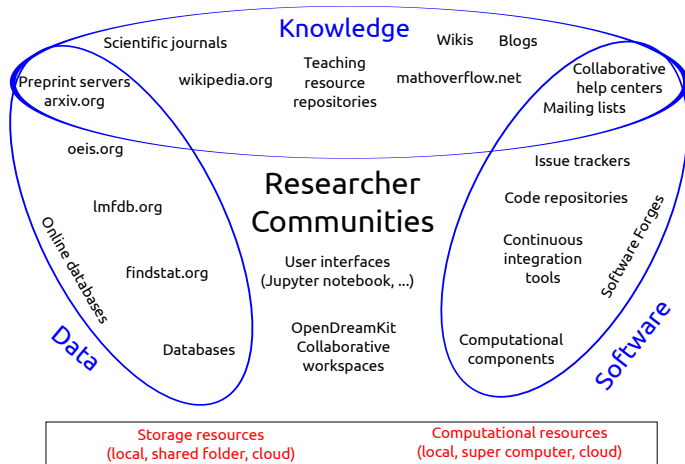 Knowledge
Scientific journals
Wikis
Blogs
Preprint servers
arxiv.org
wikipedia.org
Teaching
resource
repositories
mathoverflow.net
Collaborative
help centers
Mailing lists
oeis.org
Issue trackers
lmfdb.org
Researcher
Communities
Code repositories
Online databases
findstat.org
User interfaces
(Jupyter notebook, ...)
Continuous
integration
tools
Software Forges
Data
Databases
OpenDreamKit
Collaborative
workspaces
Computational
components
Software
Storage resources
(local, shared folder, cloud)
Computational resources
(local, super computer, cloud)